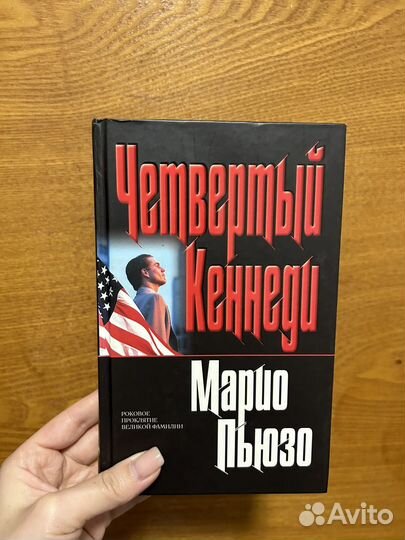 Четвертый
Кеннеди
РОКОВОЕ
ПРОКЛЯТИЕ
ВЕЛИКОЙ ФАМИЛИИ
Марио
Пьюзо
Avito